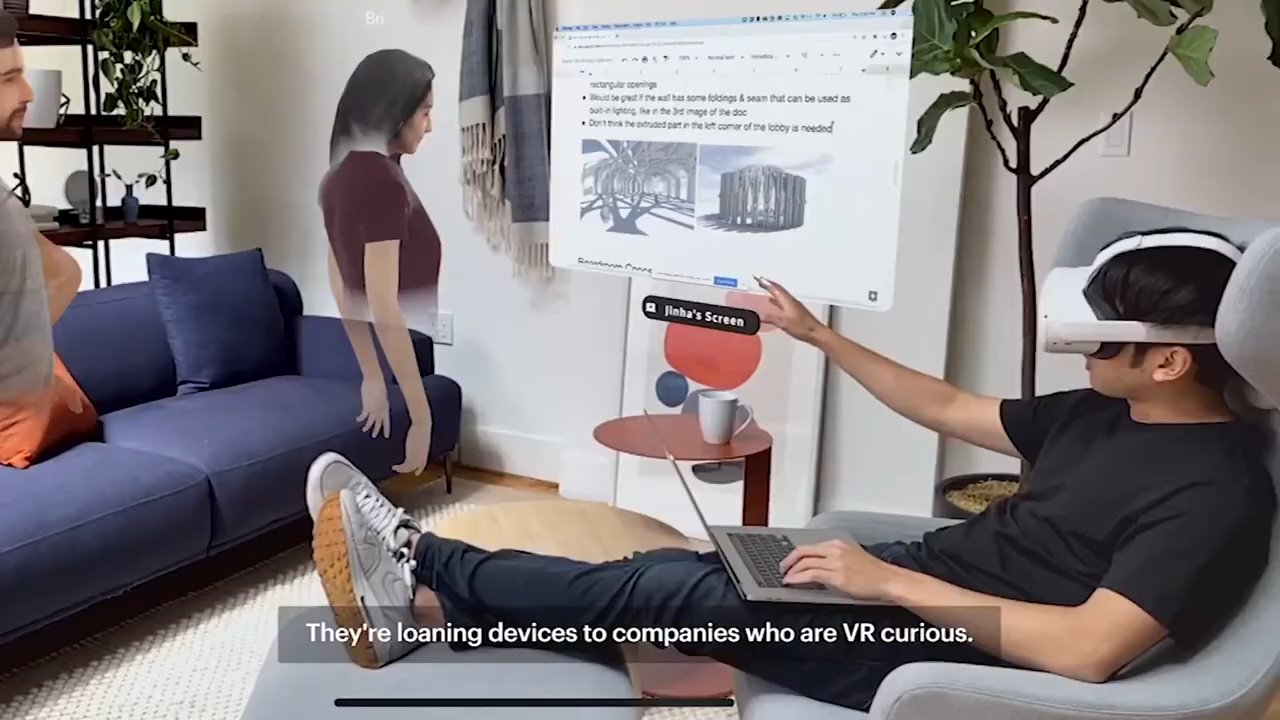 Bri
rectangular openings
Would be great if the wall has some foldings & seam that can be used as
built-in lighting, like in the 3rd image of the doc
Don't think the extruded part in the left corner of the lobby is needed
Jinha's Screen
They're loaning devices to companies who are VR curious.